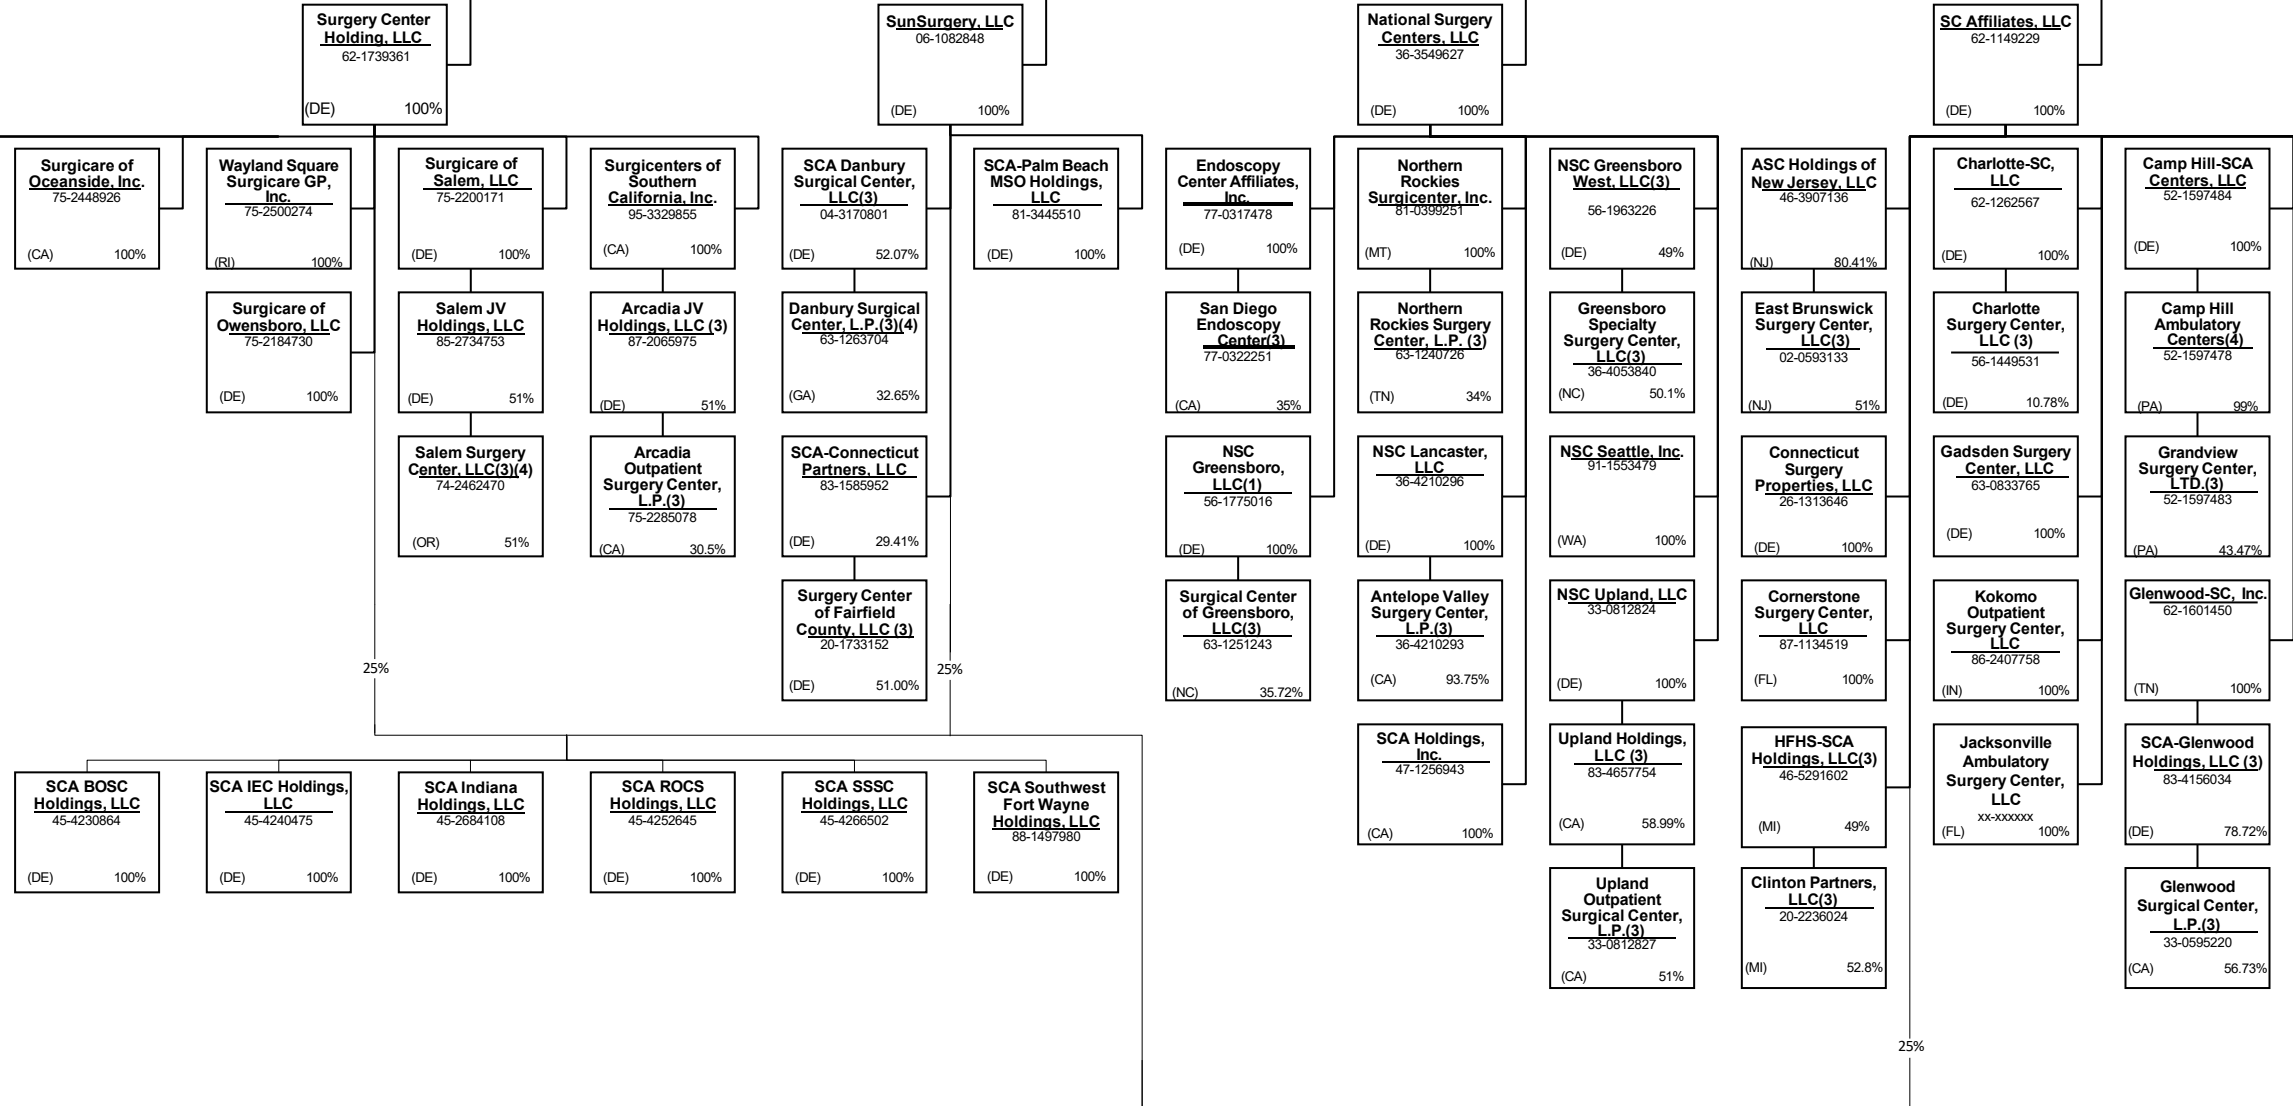 Surgery Center
Holding, LLC
62-1739361
(DE) 100%
SunSurgery, LLC
06-1082848
(DE) 100%
National Surgery
Centers, LLC
36-3549627
(DE) 100%
SC Affiliates, LLC
62-1149229
(DE) 100%
Surgicare of
Oceanside, Inc.
75-2448926
(CA) 100%
Wayland Square
Surgicare GP,
Inc.
75-2500274
(RI) 100%
Surgicare of
Salem, LLC
75-2200171
(DE) 100%
Surgicenters of
Southern
California, Inc.
95-3329855
(CA) 100%
SCA Danbury
Surgical Center,
LLC(3)
04-3170801
(DE) 52.07%
SCA-Palm Beach
MSO Holdings,
LLC
81-3445510
(DE) 100%
Endoscopy
Center Affiliates,
Inc.
77-0317478
(DE) 100%
Northern
Rockies
Surgicenter, Inc.
81-0399251
(MT) 100%
NSC Greensboro
West, LLC(3)
56-1963226
(DE) 49%
ASC Holdings of
New Jersey, LLC
46-3907136
(NJ) 80.41%
Charlotte-SC,
LLC
62-1262567
(DE) 100%
Camp Hill-SCA
Centers, LLC
52-1597484
(DE) 100%
Surgicare of
Owensboro, LLC
75-2184730
(DE) 100%
Salem JV
Holdings, LLC
85-2734753
(DE) 51%
Arcadia JV
Holdings, LLC (3)
87-2065975
(DE) 51%
Danbury Surgical
Center, L.P.(3)(4)
63-1263704
(GA) 32.65%
San Diego
Endoscopy
Center(3)
77-0322251
(CA) 35%
Northern
Rockies Surgery
Center, L.P. (3)
63-1240726
(TN) 34%
Greensboro
Specialty
Surgery Center,
LLC(3)
36-4053840
(NC) 50.1%
East Brunswick
Surgery Center,
LLC(3)
02-0593133
(NJ) 51%
Charlotte
Surgery Center,
LLC (3)
56-1449531
(DE) 10.78%
Camp Hill
Ambulatory
Centers(4)
52-1597478
(PA) 99%
Salem Surgery
Center, LLC(3)(4)
74-2462470
(OR) 51%
Arcadia
Outpatient
Surgery Center,
L.P.(3)
75-2285078
(CA) 30.5%
SCA-Connecticut
Partners, LLC
83-1585952
(DE) 29.41%
NSC
Greensboro,
LLC(1)
56-1775016
(DE) 100%
NSC Lancaster,
LLC
36-4210296
(DE) 100%
NSC Seattle, Inc.
91-1553479
(WA) 100%
Connecticut
Surgery
Properties, LLC
26-1313646
(DE) 100%
Gadsden Surgery
Center, LLC
63-0833765
(DE) 100%
Grandview
Surgery Center,
LTD.(3)
52-1597483
(PA) 43.47%
Surgery Center
of Fairfield
County, LLC (3)
20-1733152
(DE) 51.00%
Surgical Center
of Greensboro,
LLC(3)
63-1251243
(NC) 35.72%
Antelope Valley
Surgery Center,
L.P.(3)
36-4210293
(CA) 93.75%
NSC Upland, LLC
33-0812824
(DE) 100%
Cornerstone
Surgery Center,
LLC
87-1134519
(FL) 100%
Kokomo
Outpatient
Surgery Center,
LLC
86-2407758
(IN) 100%
Glenwood-SC, Inc.
62-1601450
(TN) 100%
25%
25%
SCA BOSC
Holdings, LLC
45-4230864
(DE) 100%
SCA IEC Holdings,
LLC
45-4240475
(DE) 100%
SCA Indiana
Holdings, LLC
45-2684108
(DE) 100%
SCA ROCS
Holdings, LLC
45-4252645
(DE) 100%
SCA SSSC
Holdings, LLC
45-4266502
(DE) 100%
SCA Southwest
Fort Wayne
Holdings, LLC
88-1497980
(DE) 100%
SCA Holdings,
Inc.
47-1256943
(CA) 100%
Upland Holdings,
LLC (3)
83-4657754
(CA) 58.99%
HFHS-SCA
Holdings, LLC(3)
46-5291602
(MI) 49%
Jacksonville
Ambulatory
Surgery Center,
LLC
xx-xxxxxx
(FL) 100%
SCA-Glenwood
Holdings, LLC (3)
83-4156034
(DE) 78.72%
Upland
Outpatient
Surgical Center,
L.P.(3)
33-0812827
(CA) 51%
Clinton Partners,
LLC(3)
20-2236024
(MI) 52.8%
Glenwood
Surgical Center,
L.P.(3)
33-0595220
(CA) 56.73%
25%